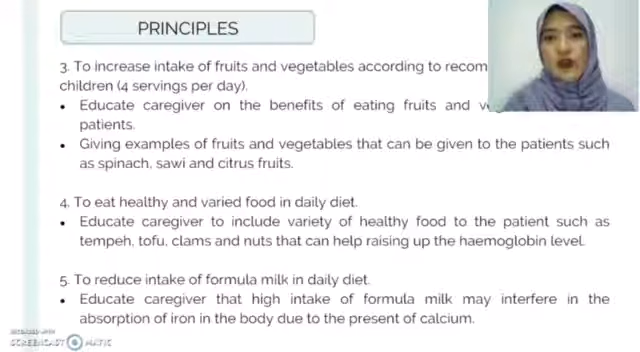 PRINCIPLES
3. To increase intake of fruits and vegetables according to recom
children (4 servings per day).
• Educate caregiver on the benefits of eating fruits and
patients.
• Giving examples of fruits and vegetables that can be given to the patients such
as spinach, sawi and citrus fruits.
4. To eat healthy and varied food in daily diet.
• Educate caregiver to include variety of healthy food to the patient such as
tempeh, tofu, clams and nuts that can help raising up the haemoglobin level.
5. To reduce intake of formula milk in daily diet.
• Educate caregiver that high intake of formula milk may interfere in the
absorption of iron in the body due to the present of calcium.
RECORDED WITH
SCREENCAST MATIC